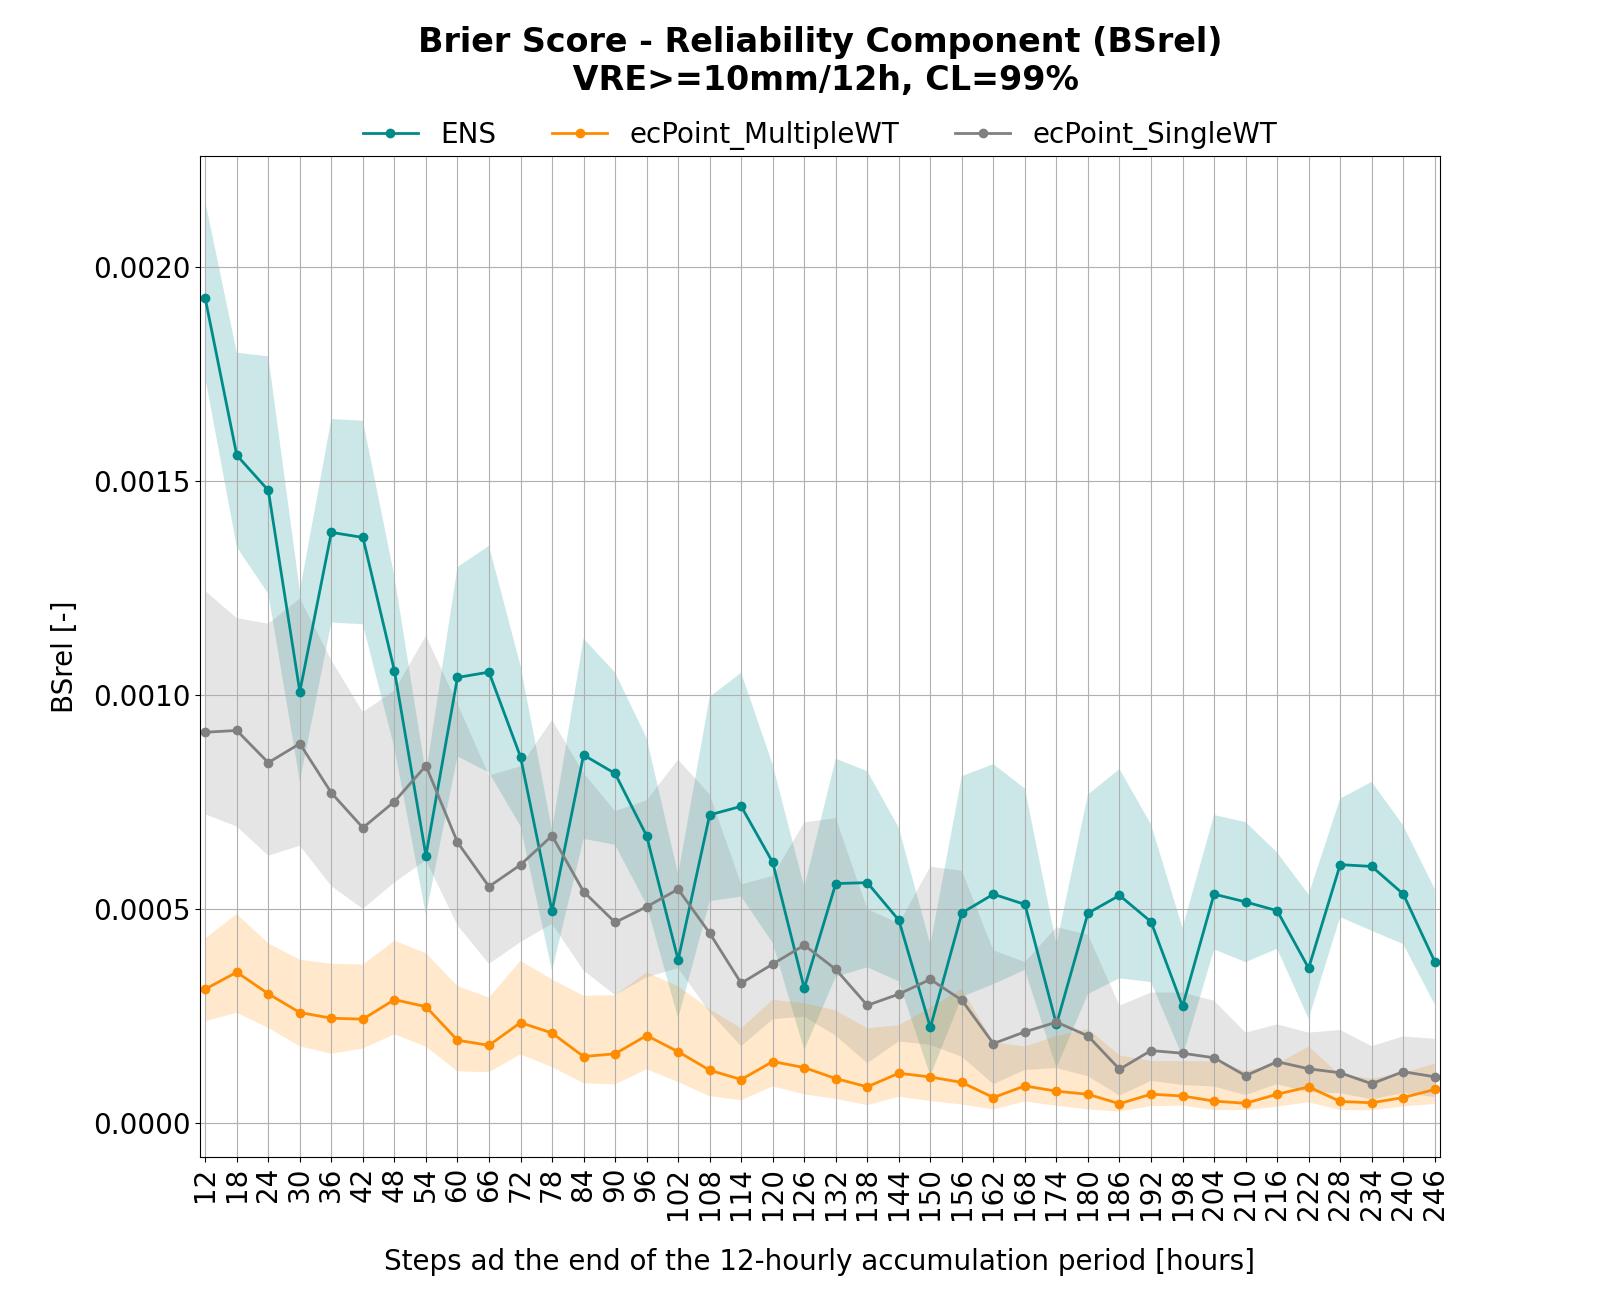 Brier Score - Reliability Component (BSrel)
VRE>=10mm/12h, CL=99%
ENS ecPoint_MultipleWT ecPoint_SingleWT
0.0020
0.0015
0.0010
0.0005
0.0000
BSrel [-]
12 18 24 30 36 42 48 54 60 66 72 78 84 90 96 102 108 114 120 126 132 138 144 150 156 162 168 174 180 186 192 198 204 210 216 222 228 234 240 246
Steps ad the end of the 12-hourly accumulation period [hours]